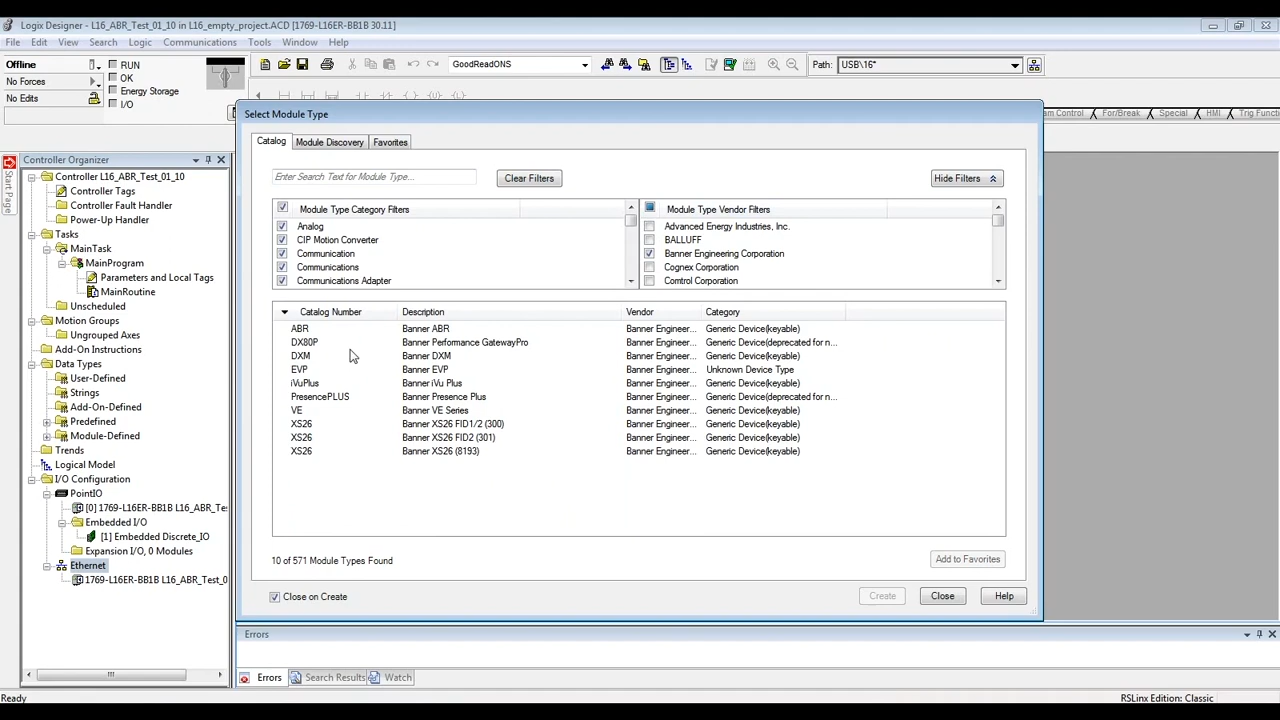 Logix Designer - L16_ABR_Test_01_10 in L16_empty_project.ACD [1769-L16ER-BB1B 30.11]
File Edit View Search Logic Communications Tools Window Help
Offline RUN
No Forces OK
No Edits Energy Storage
I/O
GoodReadONS
Path: USB\16*
am Control For/Break Special HMI Trig Funct
Start Page
Controller Organizer
Controller L16_ABR_Test_01_10
Controller Tags
Controller Fault Handler
Power-Up Handler
Tasks
MainTask
MainProgram
Parameters and Local Tags
MainRoutine
Unscheduled
Motion Groups
Ungrouped Axes
Add-On Instructions
Data Types
User-Defined
Strings
Add-On-Defined
Predefined
Module-Defined
Trends
Logical Model
I/O Configuration
PointIO
[0] 1769-L16ER-BB1B L16_ABR_Tes
Embedded I/O
[1] Embedded Discrete_IO
Expansion I/O, 0 Modules
Ethernet
1769-L16ER-BB1B L16_ABR_Test_0
Select Module Type
Catalog Module Discovery Favorites
Enter Search Text for Module Type... Clear Filters Hide Filters
Module Type Category Filters
Analog
CIP Motion Converter
Communication
Communications
Communications Adapter
Module Type Vendor Filters
Advanced Energy Industries, Inc.
BALLUFF
Banner Engineering Corporation
Cognex Corporation
Comtrol Corporation
Catalog Number Description Vendor Category
ABR Banner ABR Banner Engineer... Generic Device(keyable)
DX80P Banner Perfomance GatewayPro Banner Engineer... Generic Device(deprecated for n...
DXM Banner DXM Banner Engineer... Generic Device(keyable)
EVP Banner EVP Banner Engineer... Unknown Device Type
iVuPlus Banner iVu Plus Banner Engineer... Generic Device(keyable)
PresencePLUS Banner Presence Plus Banner Engineer... Generic Device(deprecated for n...
VE Banner VE Series Banner Engineer... Generic Device(keyable)
XS26 Banner XS26 FID1/2 (300) Banner Engineer... Generic Device(keyable)
XS26 Banner XS26 FID2 (301) Banner Engineer... Generic Device(keyable)
XS26 Banner XS26 (8193) Banner Engineer... Generic Device(keyable)
10 of 571 Module Types Found Add to Favorites
Close on Create Create Close Help
Errors
Errors Search Results Watch
Ready RSLinx Edition: Classic